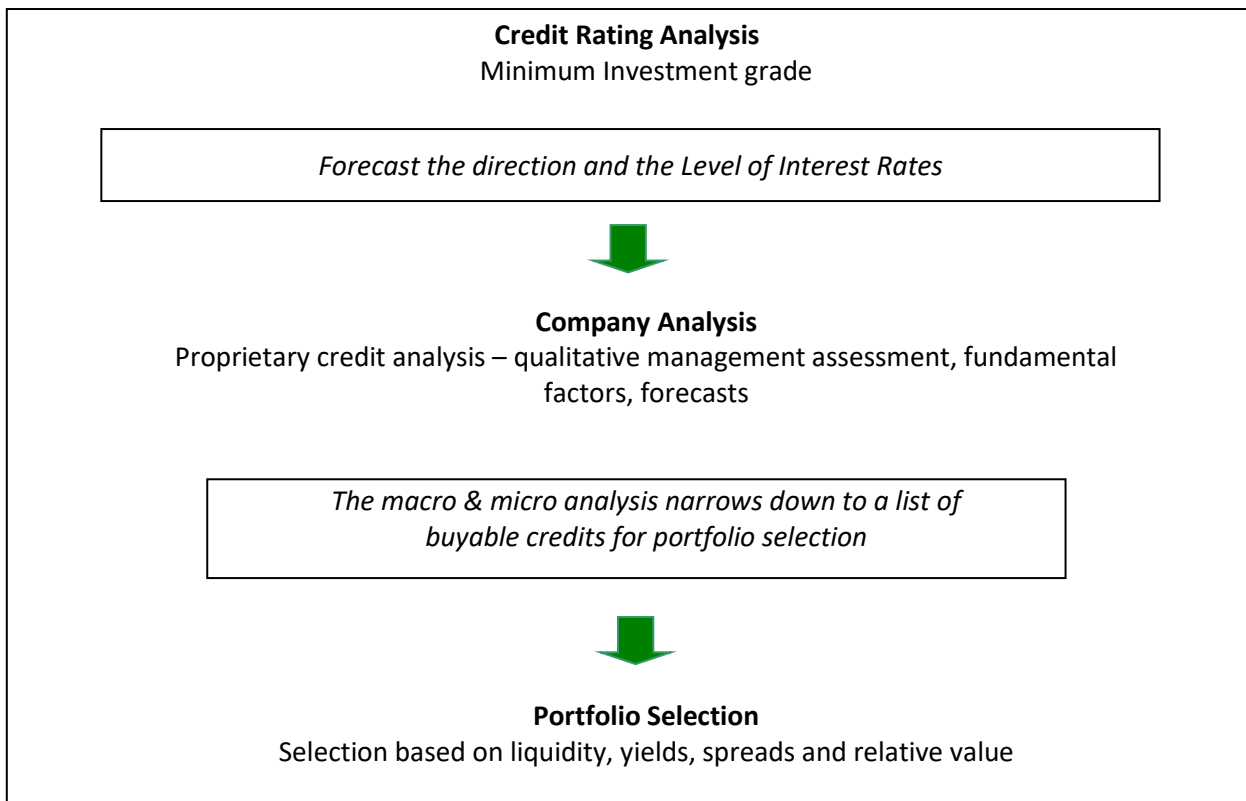 Credit Rating Analysis
Minimum Investment grade
Forecast the direction and the Level of Interest Rates
Company Analysis
Proprietary credit analysis – qualitative management assessment, fundamental
factors, forecasts
The macro & micro analysis narrows down to a list of
buyable credits for portfolio selection
Portfolio Selection
Selection based on liquidity, yields, spreads and relative value